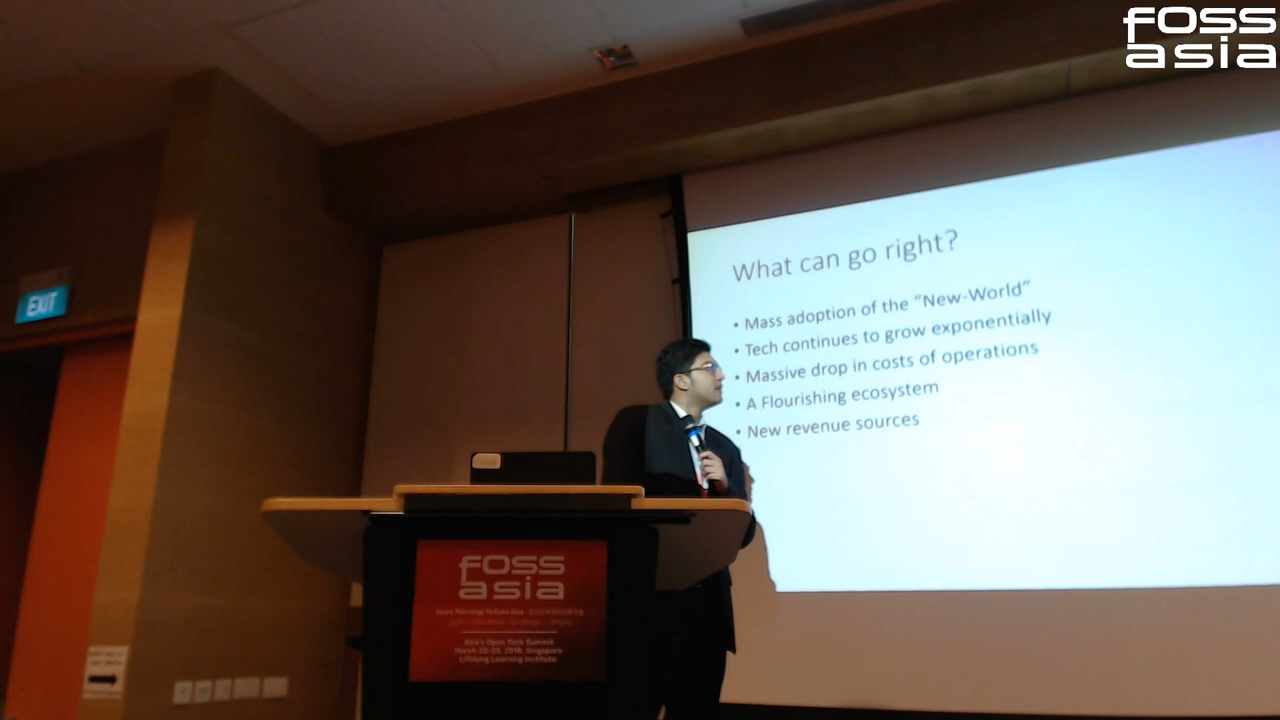 FOSS
asia
EXIT
What can go right?
• Mass adoption of the “New-World”
• Tech continues to grow exponentially
• Massive drop in costs of operations
• A Flourishing ecosystem
• New revenue sources
FOSS
asia
Asia's Open Tech Summit
March 22-25, 2018, Singapore
Lifelong Learning Institute